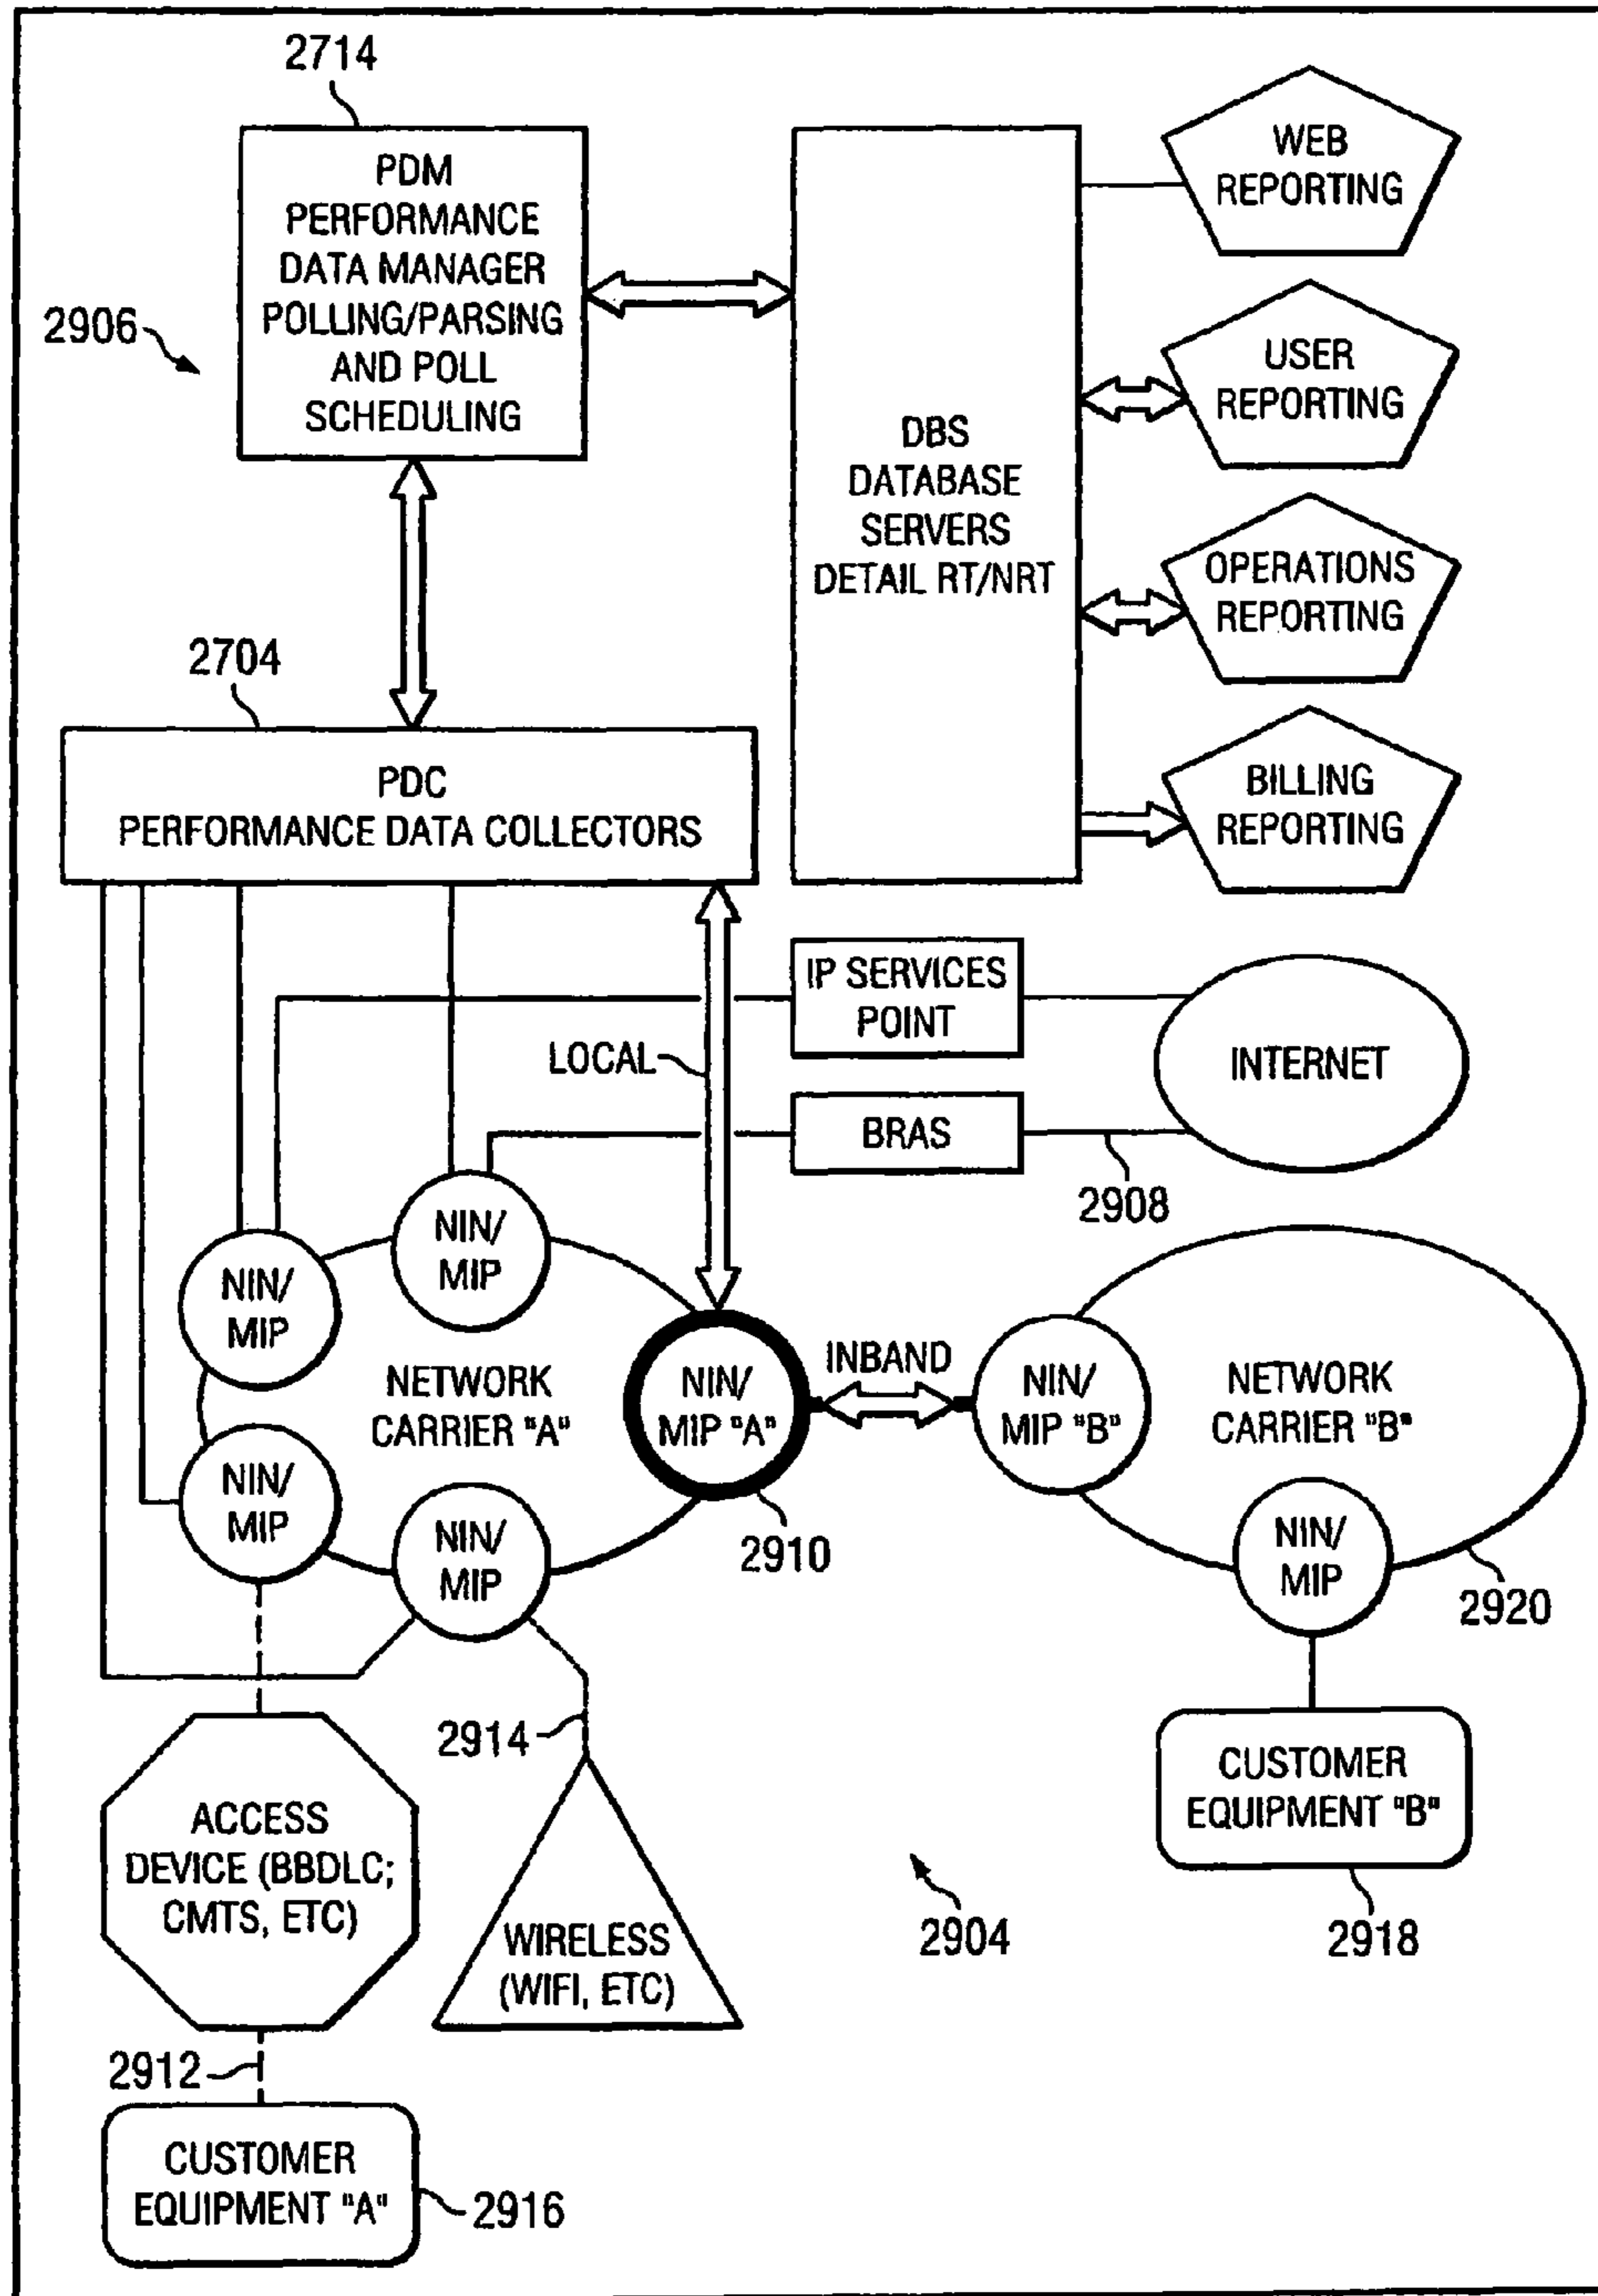 2714
PDM
PERFORMANCE
DATA MANAGER
POLLING/PARSING
AND POLL
SCHEDULING
2906
DBS
DATABASE
SERVERS
DETAIL RT/NRT
WEB
REPORTING
USER
REPORTING
OPERATIONS
REPORTING
BILLING
REPORTING
2704
PDC
PERFORMANCE DATA COLLECTORS
IP SERVICES
POINT
LOCAL
INTERNET
BRAS
2908
NIN/
MIP
NIN/
MIP
NETWORK
CARRIER "A"
NIN/
MIP "A"
INBAND
NIN/
MIP "B"
NETWORK
CARRIER "B"
NIN/
MIP
NIN/
MIP
2910
NIN/
MIP
2920
2914
CUSTOMER
EQUIPMENT "B"
ACCESS
DEVICE (BBDLC;
CMTS, ETC)
WIRELESS
(WIFI, ETC)
2904
2918
2912
CUSTOMER
EQUIPMENT "A"
2916